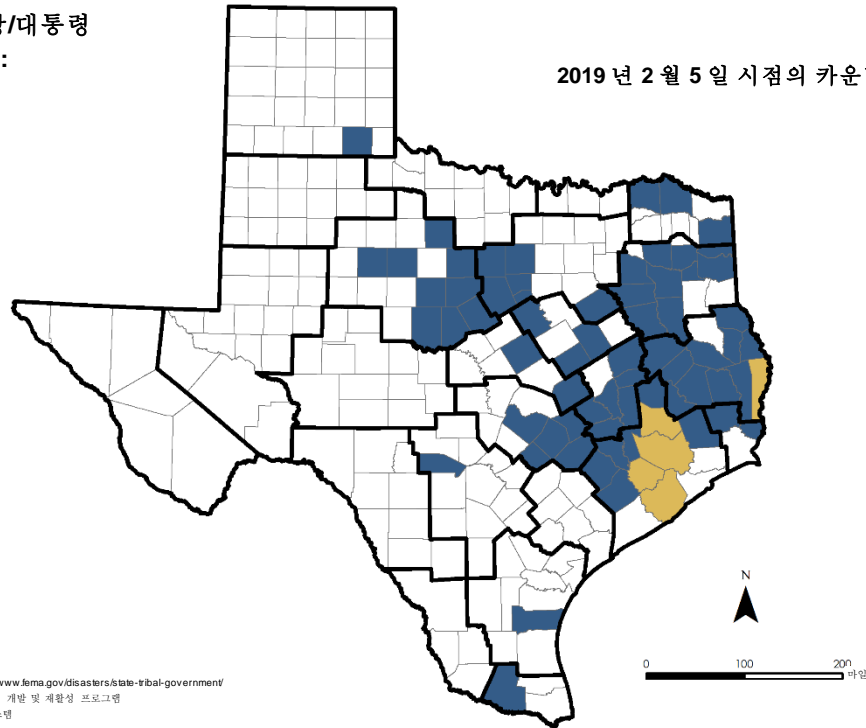 /대통령
:
2019 년 2 월 5 일 시점의 카운
N
0 100 200
마일
www.fema.gov/disasters/state-tribal-government/
개발 및 재활성 프로그램